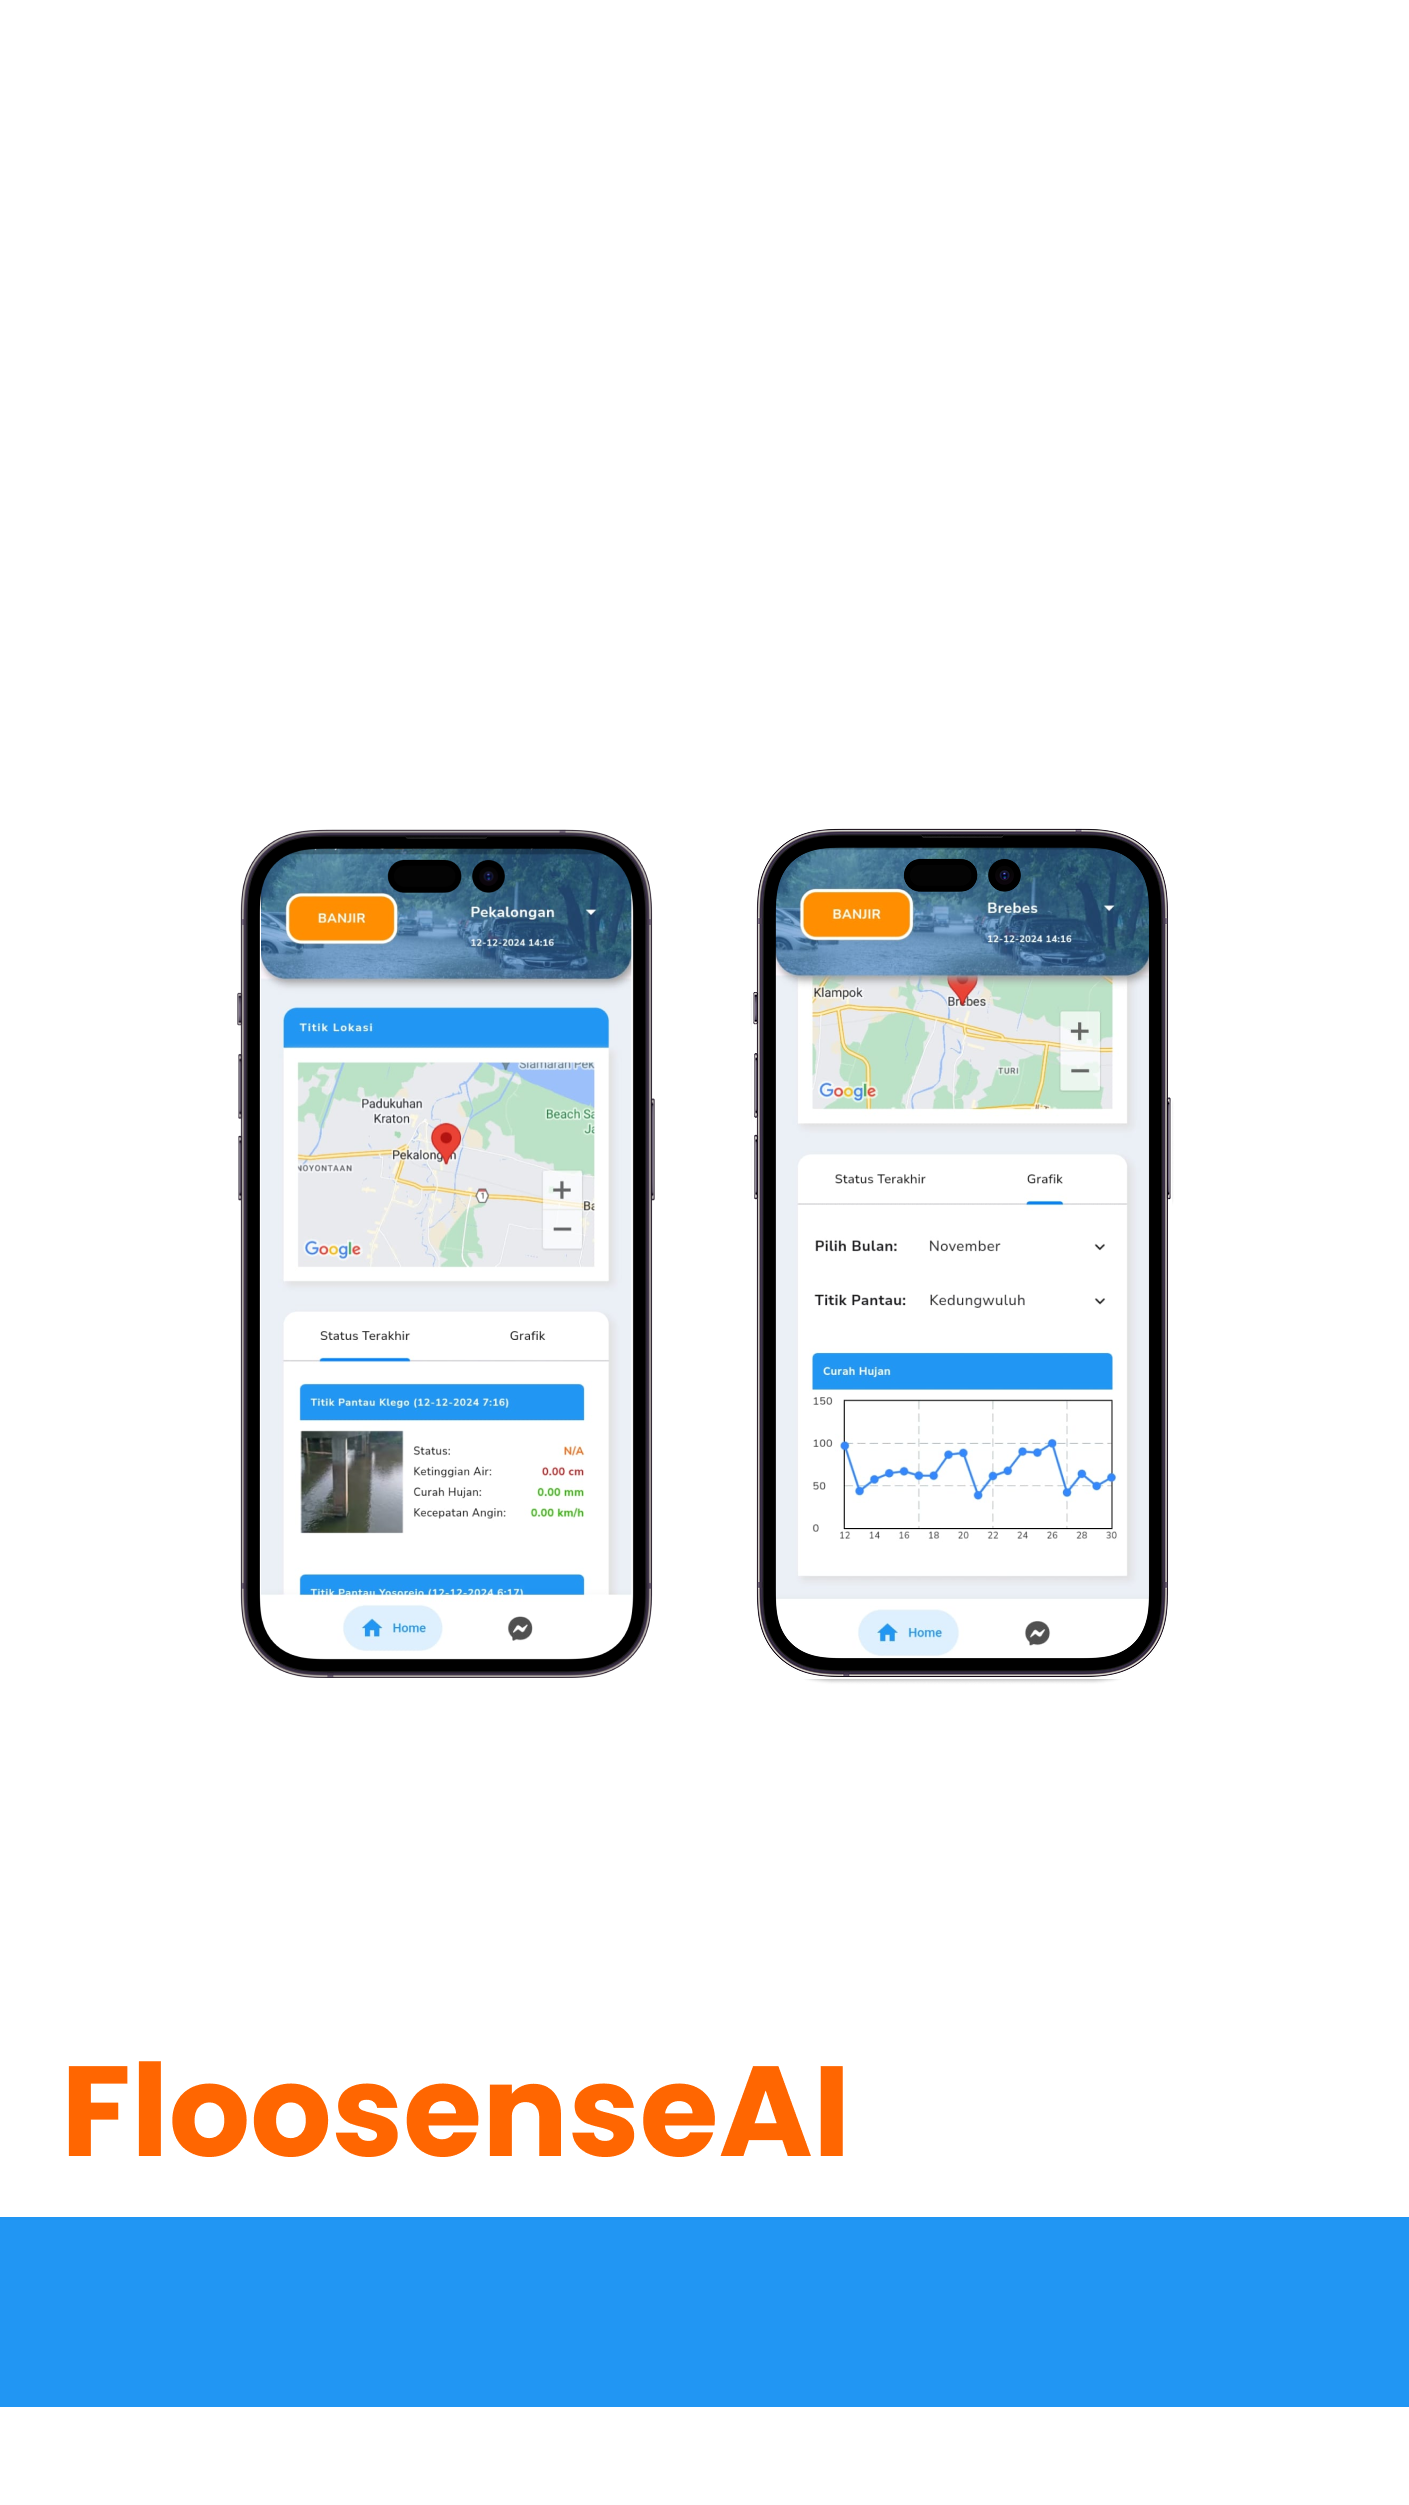 BANJIR
Pekalongan
12-12-2024 14:16
Titik Lokasi
Siamaran Pek
Padukuhan
Kraton
Beach Sa
Ja
Pekalongan
NOYONTAAN
1
Ba
Google
Status Terakhir
Grafik
Titik Pantau Klego (12-12-2024 7:16)
Status: N/A
Ketinggian Air: 0.00 cm
Curah Hujan: 0.00 mm
Kecepatan Angin: 0.00 km/h
Titik Pantau Yosorejo (12-12-2024 6:17)
Home
BANJIR
Brebes
12-12-2024 14:16
Klampok
Brebes
TURI
Google
Status Terakhir
Grafik
Pilih Bulan: November
Titik Pantau: Kedungwuluh
Curah Hujan
150
100
50
0
12 14 16 18 20 22 24 26 28 30
Home
FloosenseAI